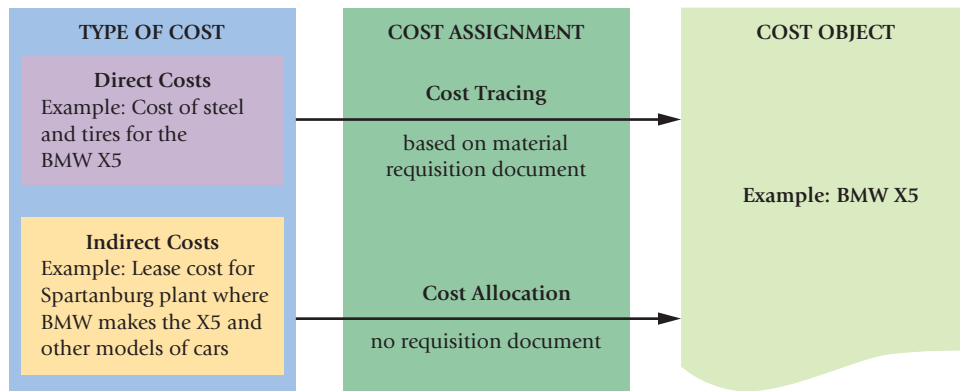 TYPE OF COST
Direct Costs
Example: Cost of steel
and tires for the
BMW X5
Indirect Costs
Example: Lease cost for
Spartanburg plant where
BMW makes the X5 and
other models of cars
COST ASSIGNMENT
Cost Tracing
based on material
requisition document
Cost Allocation
no requisition document
COST OBJECT
Example: BMW X5